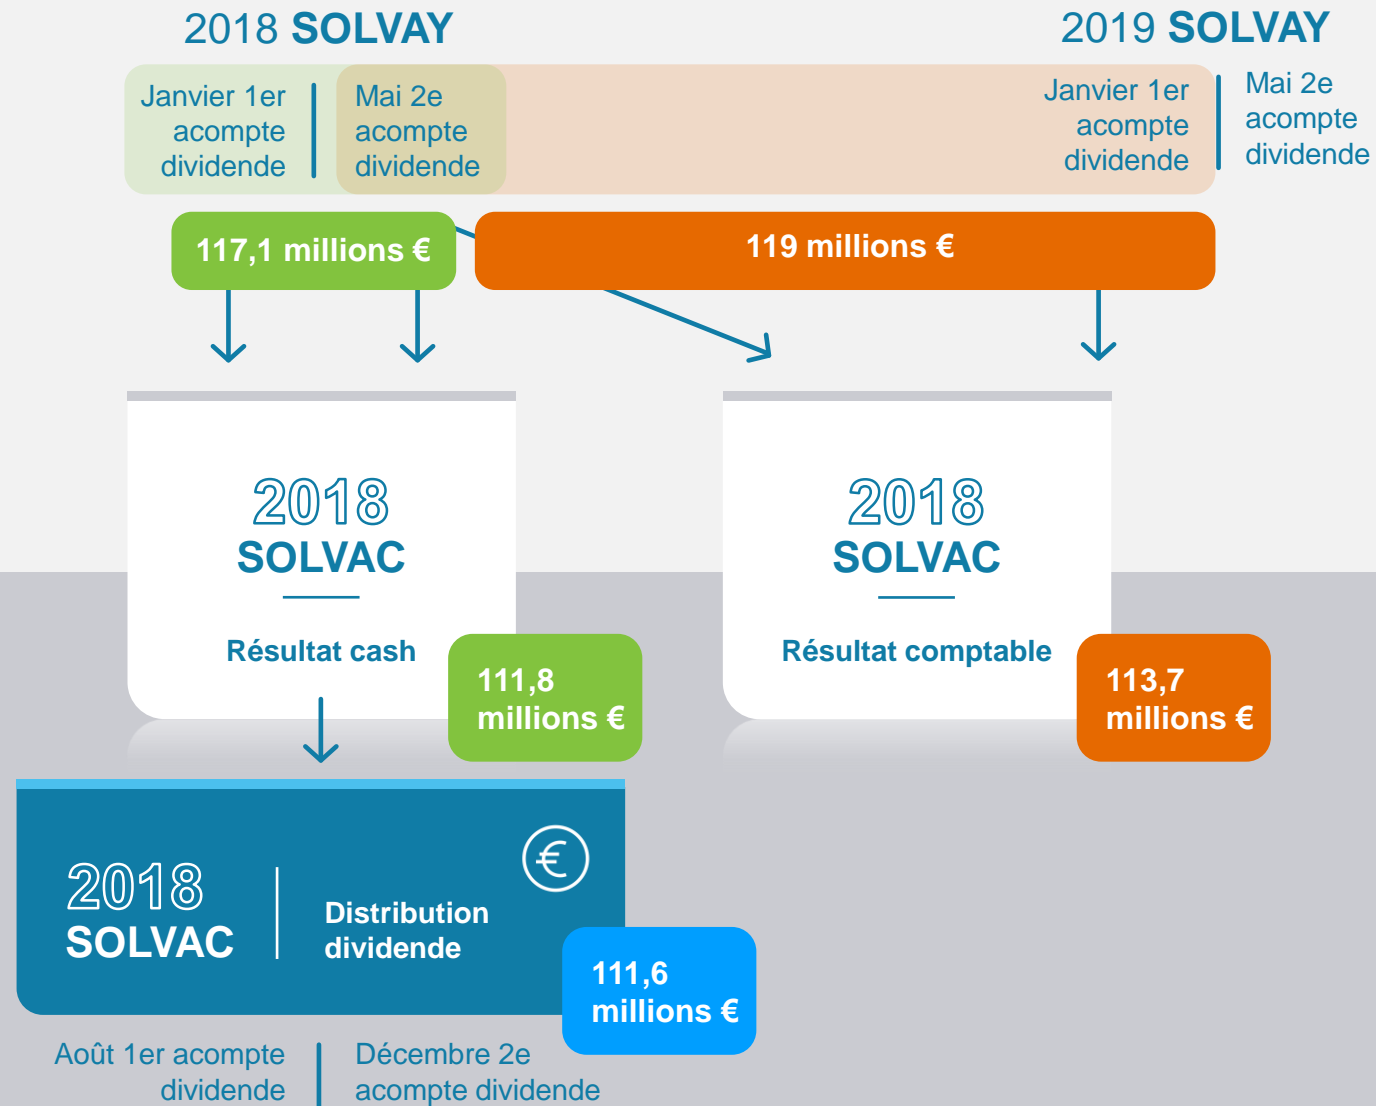 2018 SOLVAY
2019 SOLVAY
Janvier 1er
acompte
dividende
Mai 2e
acompte
dividende
Janvier 1er
acompte
dividende
Mai 2e
acompte
dividende
117,1 millions €
119 millions €
2018
SOLVAC
Résultat cash
111,8
millions €
2018
SOLVAC
Résultat comptable
113,7
millions €
2018
SOLVAC
€
Distribution
dividende
111,6
millions €
Août 1er acompte
dividende
Décembre 2e
acompte dividende